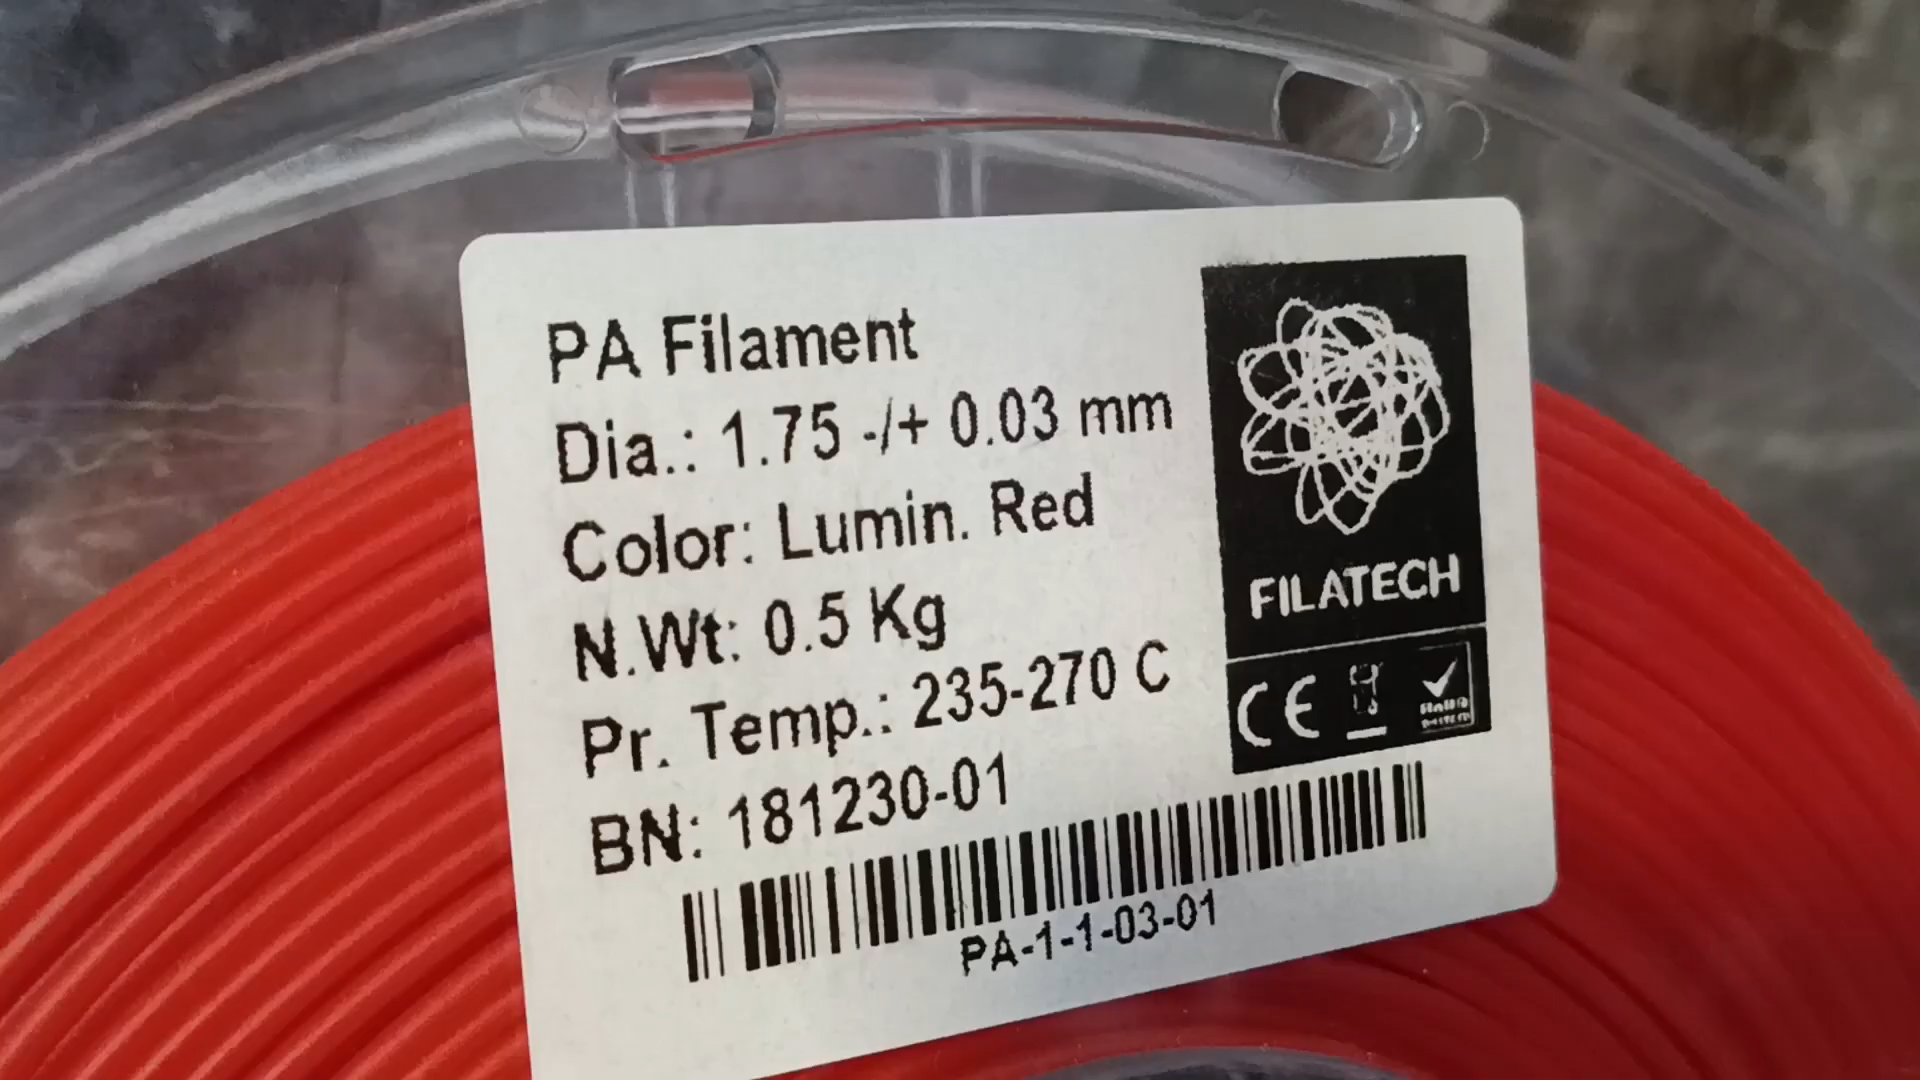 PA Filament
Dia.: 1.75 -/+ 0.03 mm
Color: Lumin. Red
N.Wt: 0.5 Kg
Pr. Temp.: 235-270 C
BN: 181230-01
PA-1-1-03-01
FILATECH
CE